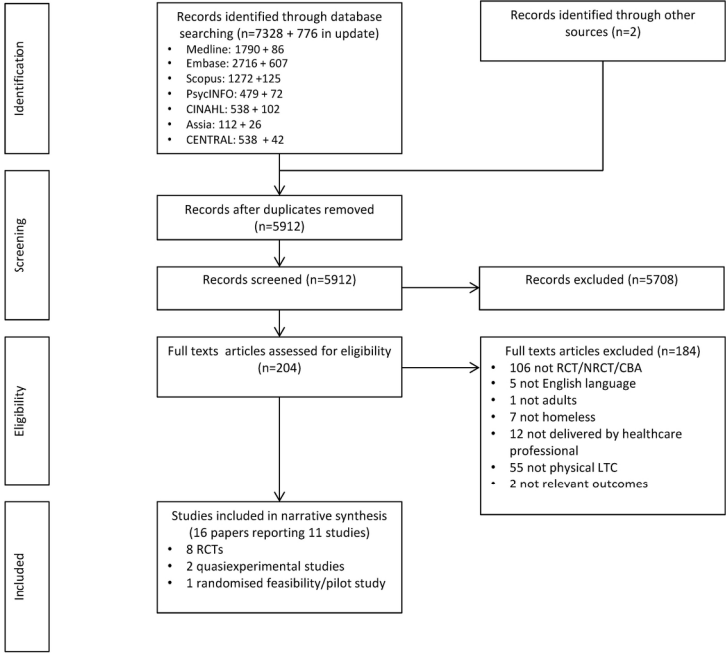 Identification
Records identified through database
searching (n=7328 + 776 in update)
• Medline: 1790 + 86
• Embase: 2716 + 607
• Scopus: 1272 +125
• PsycINFO: 479 + 72
• CINAHL: 538 + 102
• Assia: 112 + 26
• CENTRAL: 538 + 42
Records identified through other
sources (n=2)
Screening
Records after duplicates removed
(n=5912)
Records screened (n=5912)
Records excluded (n=5708)
Eligibility
Full texts articles assessed for eligibility
(n=204)
Full texts articles excluded (n=184)
• 106 not RCT/NRCT/CBA
• 5 not English language
• 1 not adults
• 7 not homeless
• 12 not delivered by healthcare
professional
• 55 not physical LTC
• 2 not relevant outcomes
Included
Studies included in narrative synthesis
(16 papers reporting 11 studies)
• 8 RCTs
• 2 quasiexperimental studies
• 1 randomised feasibility/pilot study